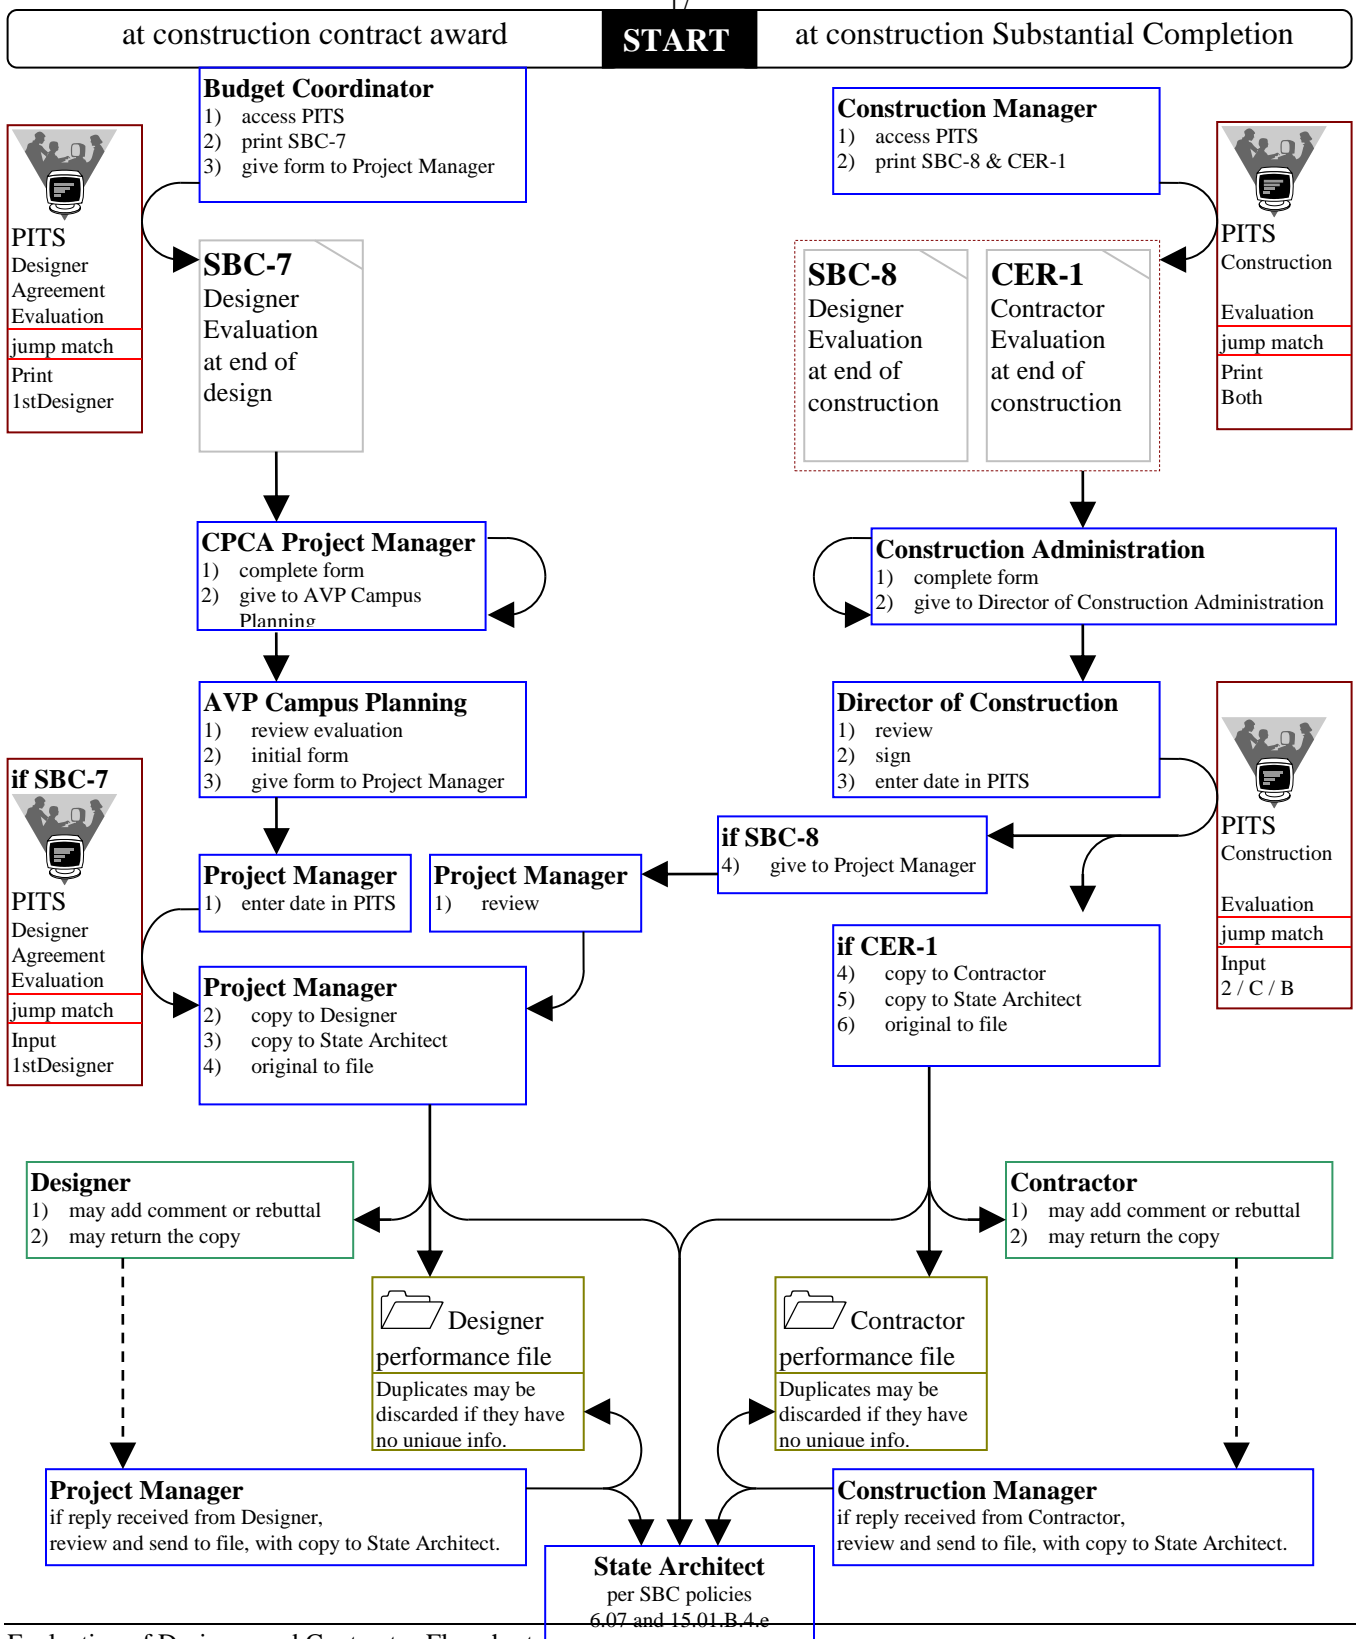 at construction contract award
START
at construction Substantial Completion
Budget Coordinator
1) access PITS
2) print SBC-7
3) give form to Project Manager
Construction Manager
1) access PITS
2) print SBC-8 & CER-1
PITS
Designer
Agreement
Evaluation
jump match
Print
1stDesigner
SBC-7
Designer
Evaluation
at end of
design
SBC-8
Designer
Evaluation
at end of
construction
CER-1
Contractor
Evaluation
at end of
construction
PITS
Construction
Evaluation
jump match
Print
Both
CPCA Project Manager
1) complete form
2) give to AVP Campus
Planning
Construction Administration
1) complete form
2) give to Director of Construction Administration
AVP Campus Planning
1) review evaluation
2) initial form
3) give form to Project Manager
Director of Construction
1) review
2) sign
3) enter date in PITS
if SBC-7
PITS
Designer
Agreement
Evaluation
jump match
Input
1stDesigner
Project Manager
1) enter date in PITS
Project Manager
1) review
if SBC-8
4) give to Project Manager
PITS
Construction
Evaluation
jump match
Input
2 / C / B
Project Manager
2) copy to Designer
3) copy to State Architect
4) original to file
if CER-1
4) copy to Contractor
5) copy to State Architect
6) original to file
Designer
1) may add comment or rebuttal
2) may return the copy
Contractor
1) may add comment or rebuttal
2) may return the copy
Designer
performance file
Duplicates may be
discarded if they have
no unique info.
Contractor
performance file
Duplicates may be
discarded if they have
no unique info.
Project Manager
if reply received from Designer,
review and send to file, with copy to State Architect.
Construction Manager
if reply received from Contractor,
review and send to file, with copy to State Architect.
State Architect
per SBC policies
6.07 and 15.01.B.4.e